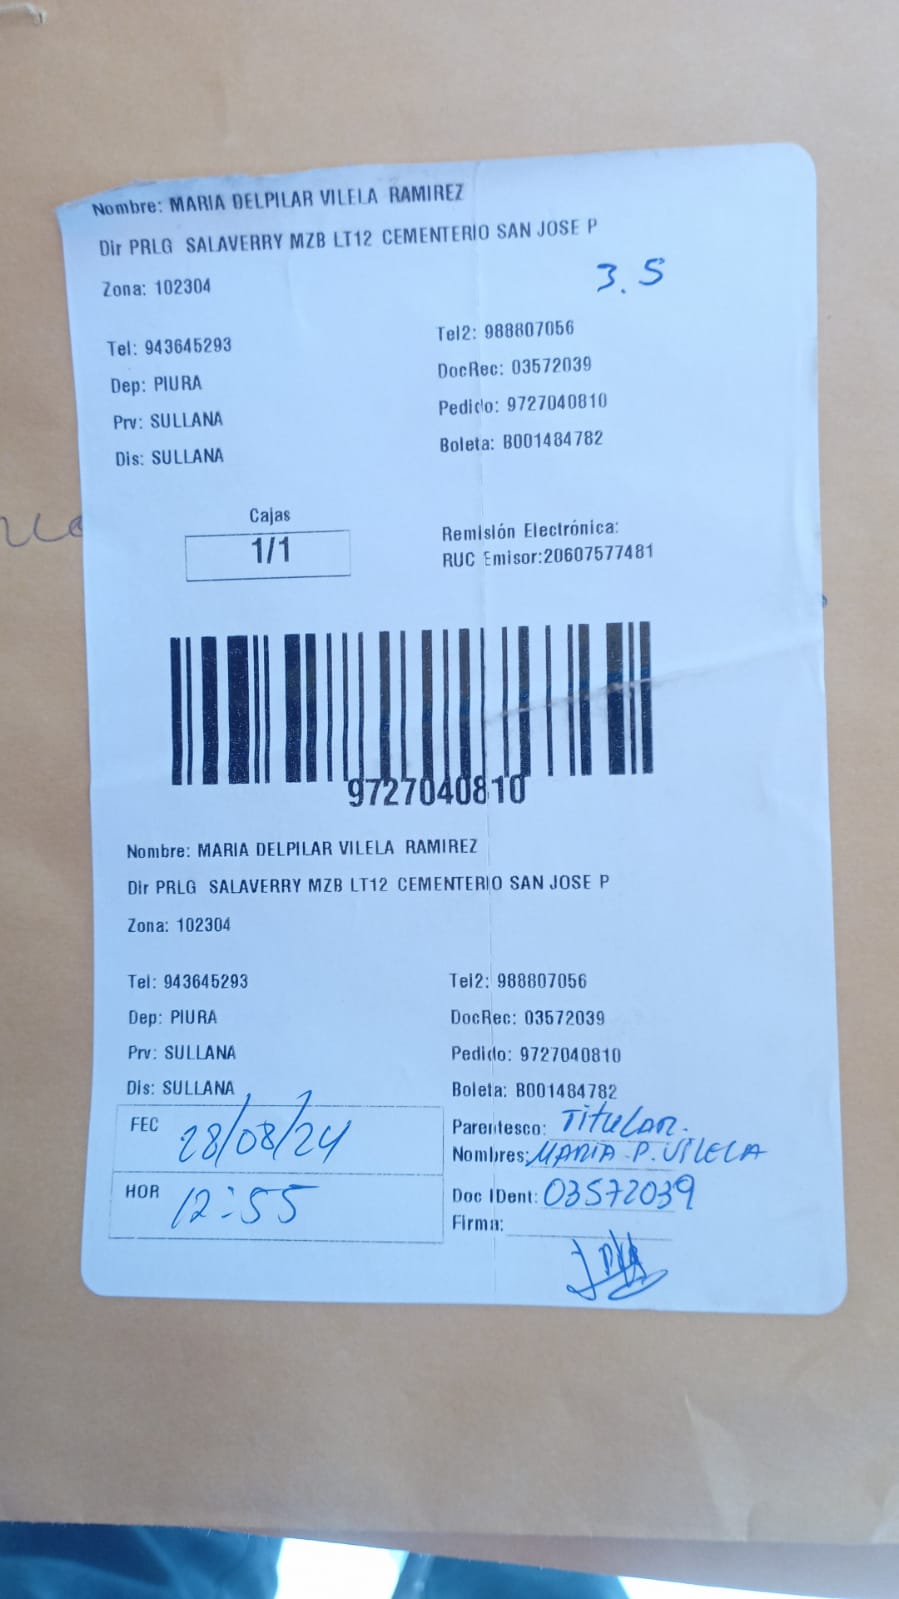 Nombre: MARIA DELPILAR VILELA RAMIREZ
Dir PRLG SALAVERRY MZB LT12 CEMENTERIO SAN JOSE P
3.5
Zona: 102304
Tel: 943645293 Tel2: 988807056
Dep: PIURA DocRec: 03572039
Prv: SULLANA Pedido: 9727040810
Dis: SULLANA Boleta: B001484782
Cajas
1/1
Remisión Electrónica:
RUC Emisor:20607577481
9727040810
Nombre: MARIA DELPILAR VILELA RAMIREZ
Dir PRLG SALAVERRY MZB LT12 CEMENTERIO SAN JOSE P
Zona: 102304
Tel: 943645293 Tel2: 988807056
Dep: PIURA DocRec: 03572039
Prv: SULLANA Pedido: 9727040810
Dis: SULLANA Boleta: B001484782
FEC 28/08/24
HOR 12:55
Parentesco: Titular.
Nombres: MARIA P. VILELA
Doc IDent: 03572039
Firma: